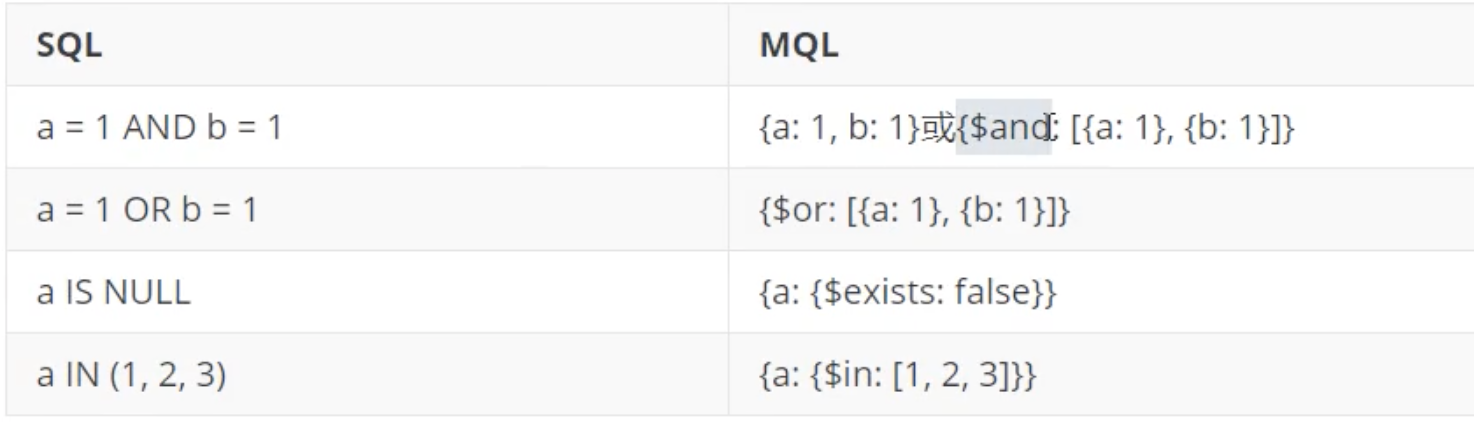 SQL MQL
a = 1 AND b = 1 {a: 1, b: 1}或{$and: [{a: 1}, {b: 1}]}
a = 1 OR b = 1 {$or: [{a: 1}, {b: 1}]}
a IS NULL {a: {$exists: false}}
a IN (1, 2, 3) {a: {$in: [1, 2, 3]}}